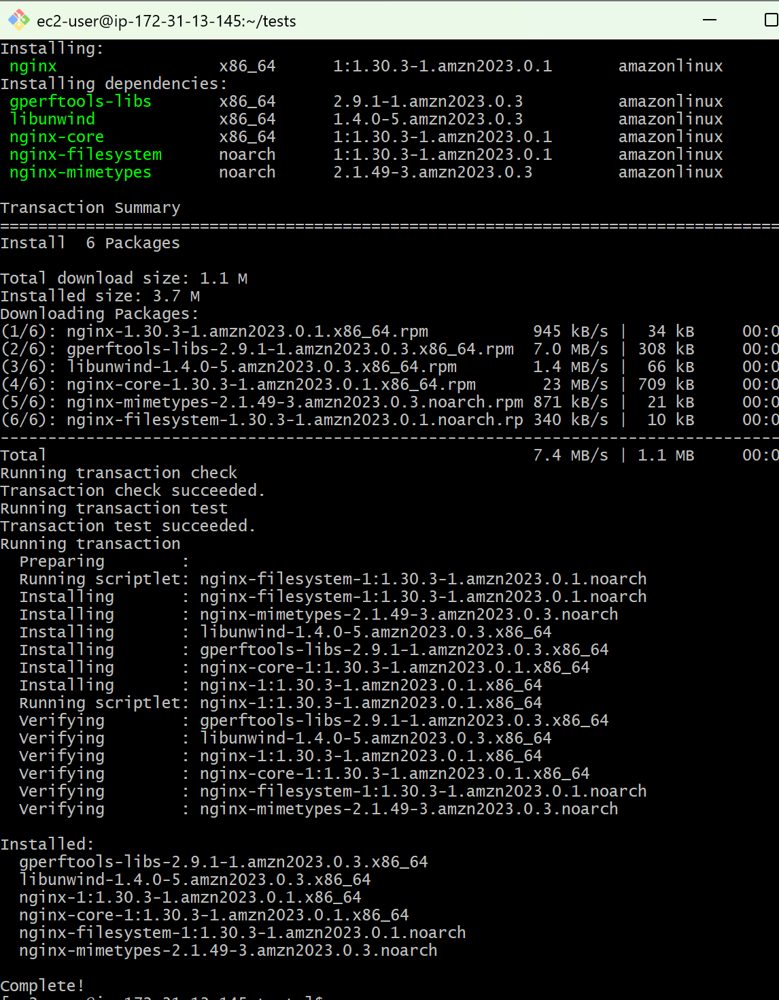 ec2-user@ip-172-31-13-145:~/tests
Installing:
 nginx                 x86_64      1:1.30.3-1.amzn2023.0.1       amazonlinux
Installing dependencies:
 gperftools-libs       x86_64      2.9.1-1.amzn2023.0.3          amazonlinux
 libunwind             x86_64      1.4.0-5.amzn2023.0.3          amazonlinux
 nginx-core            x86_64      1:1.30.3-1.amzn2023.0.1       amazonlinux
 nginx-filesystem      noarch      1:1.30.3-1.amzn2023.0.1       amazonlinux
 nginx-mimetypes       noarch      2.1.49-3.amzn2023.0.3         amazonlinux
Transaction Summary
==================================================================================
Install  6 Packages
Total download size: 1.1 M
Installed size: 3.7 M
Downloading Packages:
(1/6): nginx-1.30.3-1.amzn2023.0.1.x86_64.rpm           945 kB/s |  34 kB     00:0
(2/6): gperftools-libs-2.9.1-1.amzn2023.0.3.x86_64.rpm  7.0 MB/s | 308 kB     00:0
(3/6): libunwind-1.4.0-5.amzn2023.0.3.x86_64.rpm        1.4 MB/s |  66 kB     00:0
(4/6): nginx-core-1.30.3-1.amzn2023.0.1.x86_64.rpm       23 MB/s | 709 kB     00:0
(5/6): nginx-mimetypes-2.1.49-3.amzn2023.0.3.noarch.rpm 871 kB/s |  21 kB     00:0
(6/6): nginx-filesystem-1.30.3-1.amzn2023.0.1.noarch.rp 340 kB/s |  10 kB     00:0
----------------------------------------------------------------------------------
Total                                                   7.4 MB/s | 1.1 MB     00:0
Running transaction check
Transaction check succeeded.
Running transaction test
Transaction test succeeded.
Running transaction
  Preparing        :
  Running scriptlet: nginx-filesystem-1:1.30.3-1.amzn2023.0.1.noarch
  Installing       : nginx-filesystem-1:1.30.3-1.amzn2023.0.1.noarch
  Installing       : nginx-mimetypes-2.1.49-3.amzn2023.0.3.noarch
  Installing       : libunwind-1.4.0-5.amzn2023.0.3.x86_64
  Installing       : gperftools-libs-2.9.1-1.amzn2023.0.3.x86_64
  Installing       : nginx-core-1:1.30.3-1.amzn2023.0.1.x86_64
  Installing       : nginx-1:1.30.3-1.amzn2023.0.1.x86_64
  Running scriptlet: nginx-1:1.30.3-1.amzn2023.0.1.x86_64
  Verifying        : gperftools-libs-2.9.1-1.amzn2023.0.3.x86_64
  Verifying        : libunwind-1.4.0-5.amzn2023.0.3.x86_64
  Verifying        : nginx-1:1.30.3-1.amzn2023.0.1.x86_64
  Verifying        : nginx-core-1:1.30.3-1.amzn2023.0.1.x86_64
  Verifying        : nginx-filesystem-1:1.30.3-1.amzn2023.0.1.noarch
  Verifying        : nginx-mimetypes-2.1.49-3.amzn2023.0.3.noarch
Installed:
  gperftools-libs-2.9.1-1.amzn2023.0.3.x86_64
  libunwind-1.4.0-5.amzn2023.0.3.x86_64
  nginx-1:1.30.3-1.amzn2023.0.1.x86_64
  nginx-core-1:1.30.3-1.amzn2023.0.1.x86_64
  nginx-filesystem-1:1.30.3-1.amzn2023.0.1.noarch
  nginx-mimetypes-2.1.49-3.amzn2023.0.3.noarch
Complete!